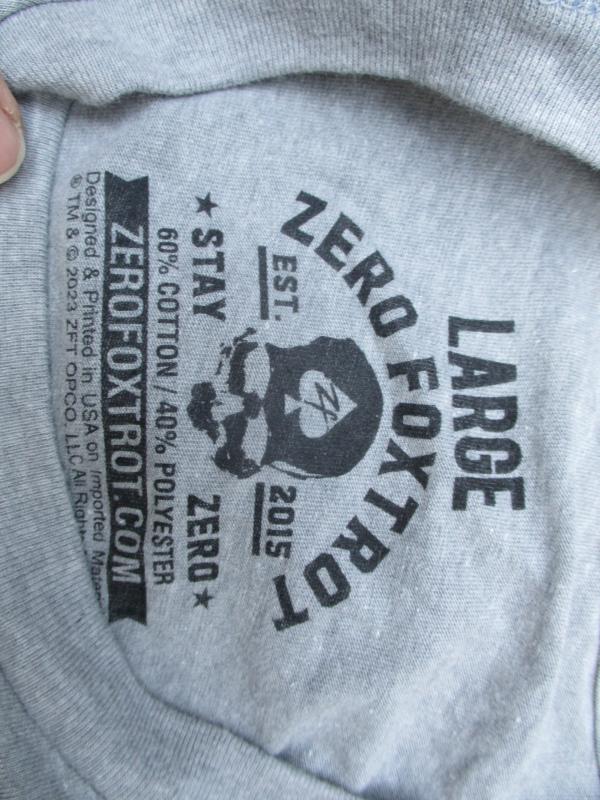 LARGE
ZERO FOXTROT
EST. 2015
ZF
★ STAY ZERO ★
60% COTTON / 40% POLYESTER
ZEROFOXTROT.COM
Designed & Printed in USA on Imported
® TM & © 2023 ZFT OPCO, LLC All